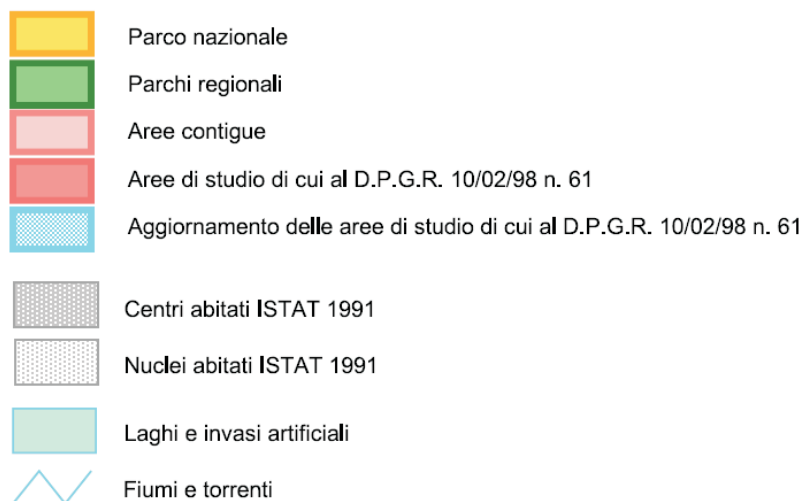 Parco nazionale
Parchi regionali
Aree contigue
Aree di studio di cui al D.P.G.R. 10/02/98 n. 61
Aggiornamento delle aree di studio di cui al D.P.G.R. 10/02/98 n. 61
Centri abitati ISTAT 1991
Nuclei abitati ISTAT 1991
Laghi e invasi artificiali
Fiumi e torrenti